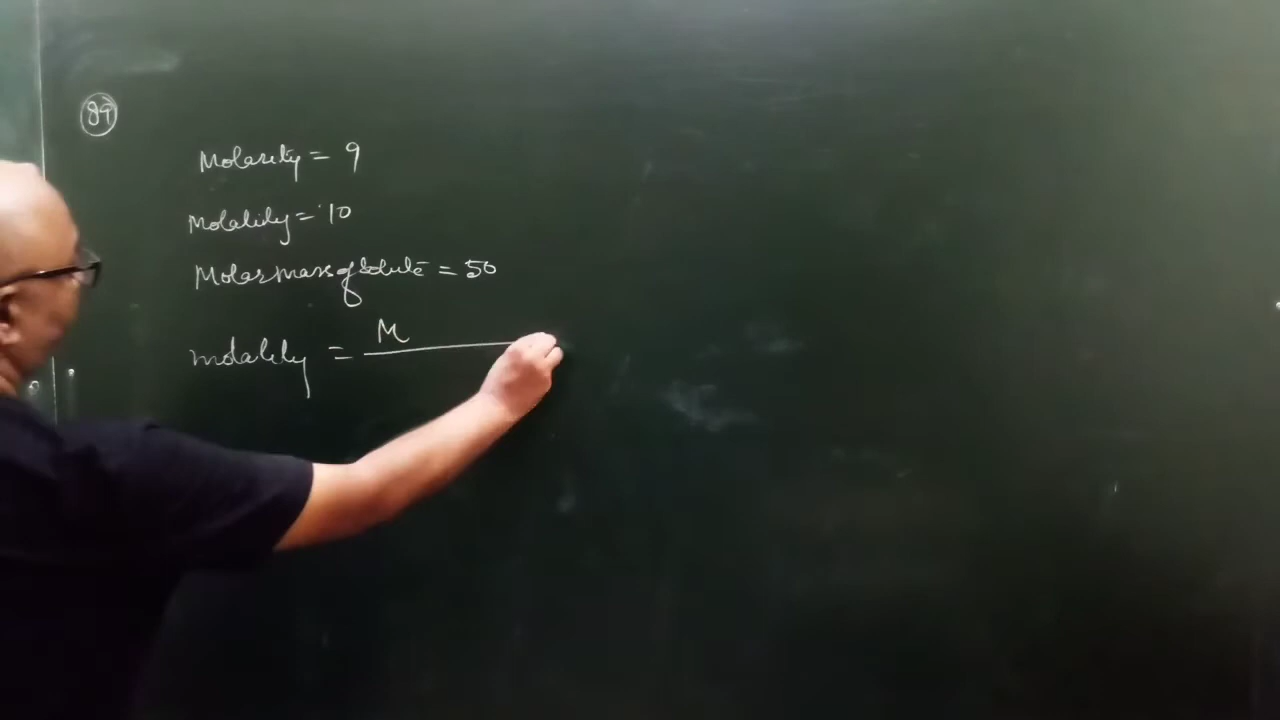 89
Molarity = 9
Molality = 10
Molar mass of Solute = 50
molality = M